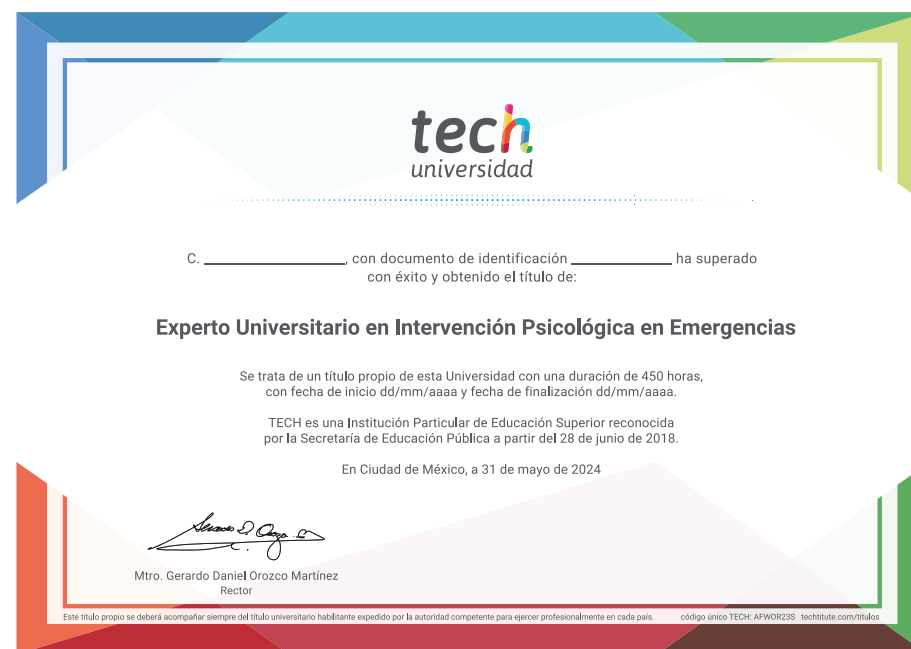 tech
universidad
C. ____________________, con documento de identificación ______________ ha superado
con éxito y obtenido el título de:
Experto Universitario en Intervención Psicológica en Emergencias
Se trata de un título propio de esta Universidad con una duración de 450 horas,
con fecha de inicio dd/mm/aaaa y fecha de finalización dd/mm/aaaa.
TECH es una Institución Particular de Educación Superior reconocida
por la Secretaría de Educación Pública a partir del 28 de junio de 2018.
En Ciudad de México, a 31 de mayo de 2024
Mtro. Gerardo Daniel Orozco Martínez
Rector
Este título propio se deberá acompañar siempre del título universitario habilitante expedido por la autoridad competente para ejercer profesionalmente en cada país. código único TECH: AFWOR23S techtitute.com/titulos